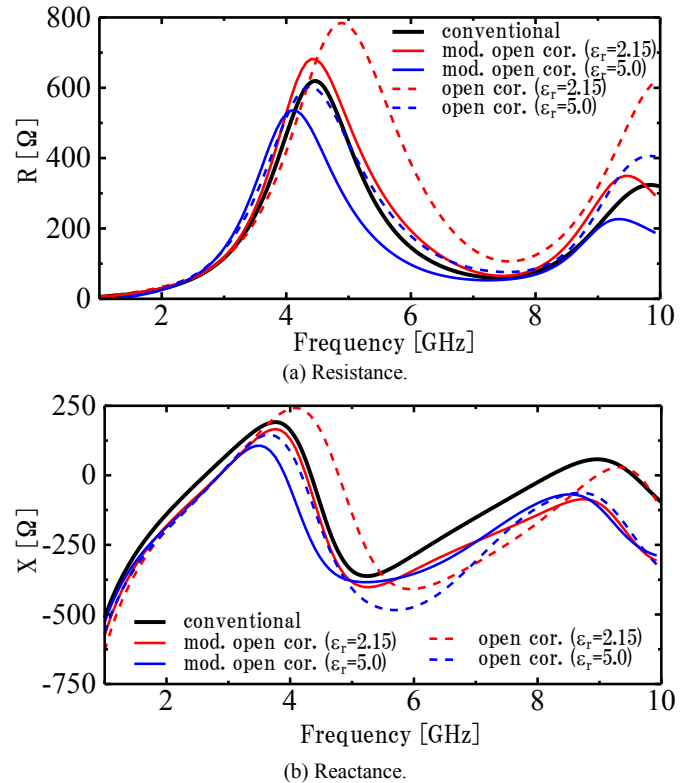 800
600
400
200
0
R [Ω]
conventional
mod. open cor. (εr=2.15)
mod. open cor. (εr=5.0)
open cor. (εr=2.15)
open cor. (εr=5.0)
2 4 6 8 10
Frequency [GHz]
(a) Resistance.
250
0
-250
-500
-750
X [Ω]
conventional
mod. open cor. (εr=2.15) open cor. (εr=2.15)
mod. open cor. (εr=5.0) open cor. (εr=5.0)
2 4 6 8 10
Frequency [GHz]
(b) Reactance.